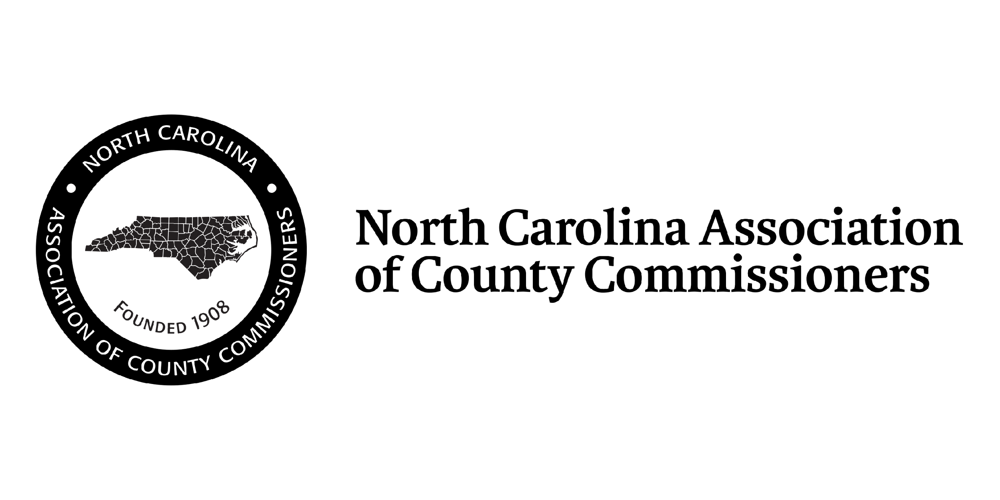 NORTH CAROLINA
ASSOCIATION OF COUNTY COMMISSIONERS
FOUNDED 1908
North Carolina Association
of County Commissioners